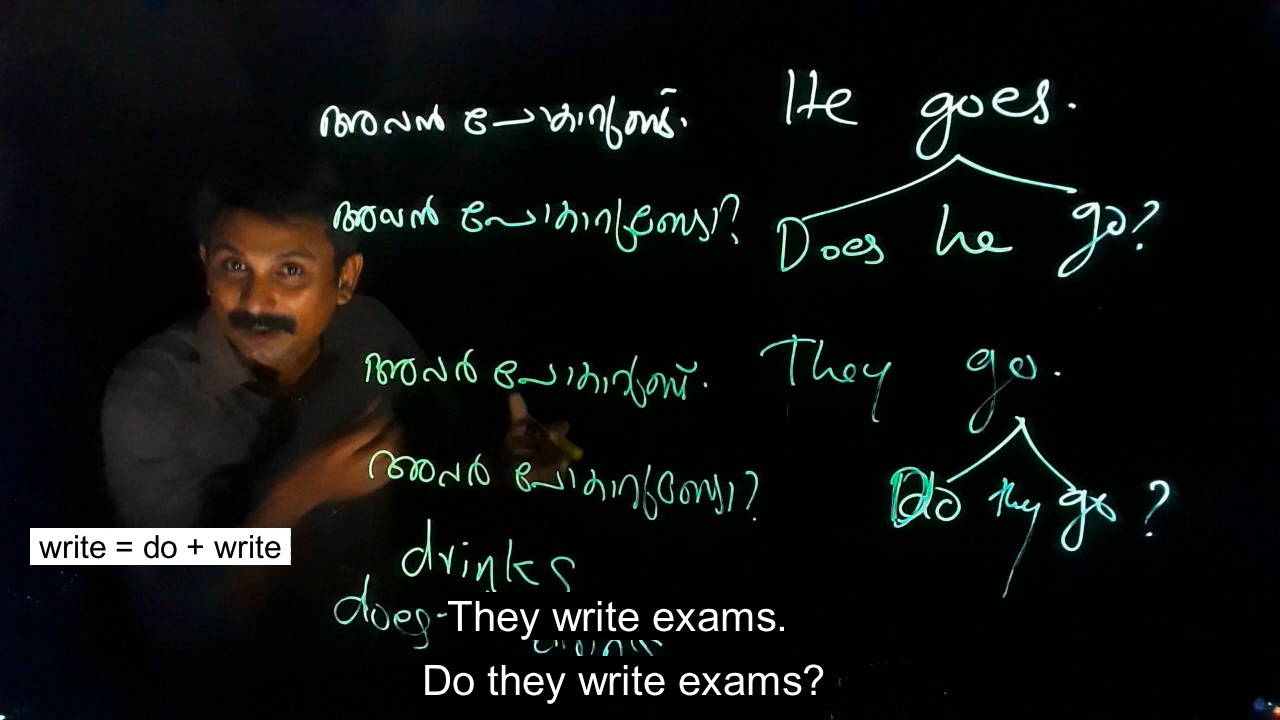 അവൻ പോകാറുണ്ട്. He goes.
അവൻ പോകാറുണ്ടോ? Does he go?
അവർ പോകാറുണ്ട്. They go.
അവർ പോകാറുണ്ടോ? Do they go?
write = do + write
drinks
does-
They write exams.
Do they write exams?